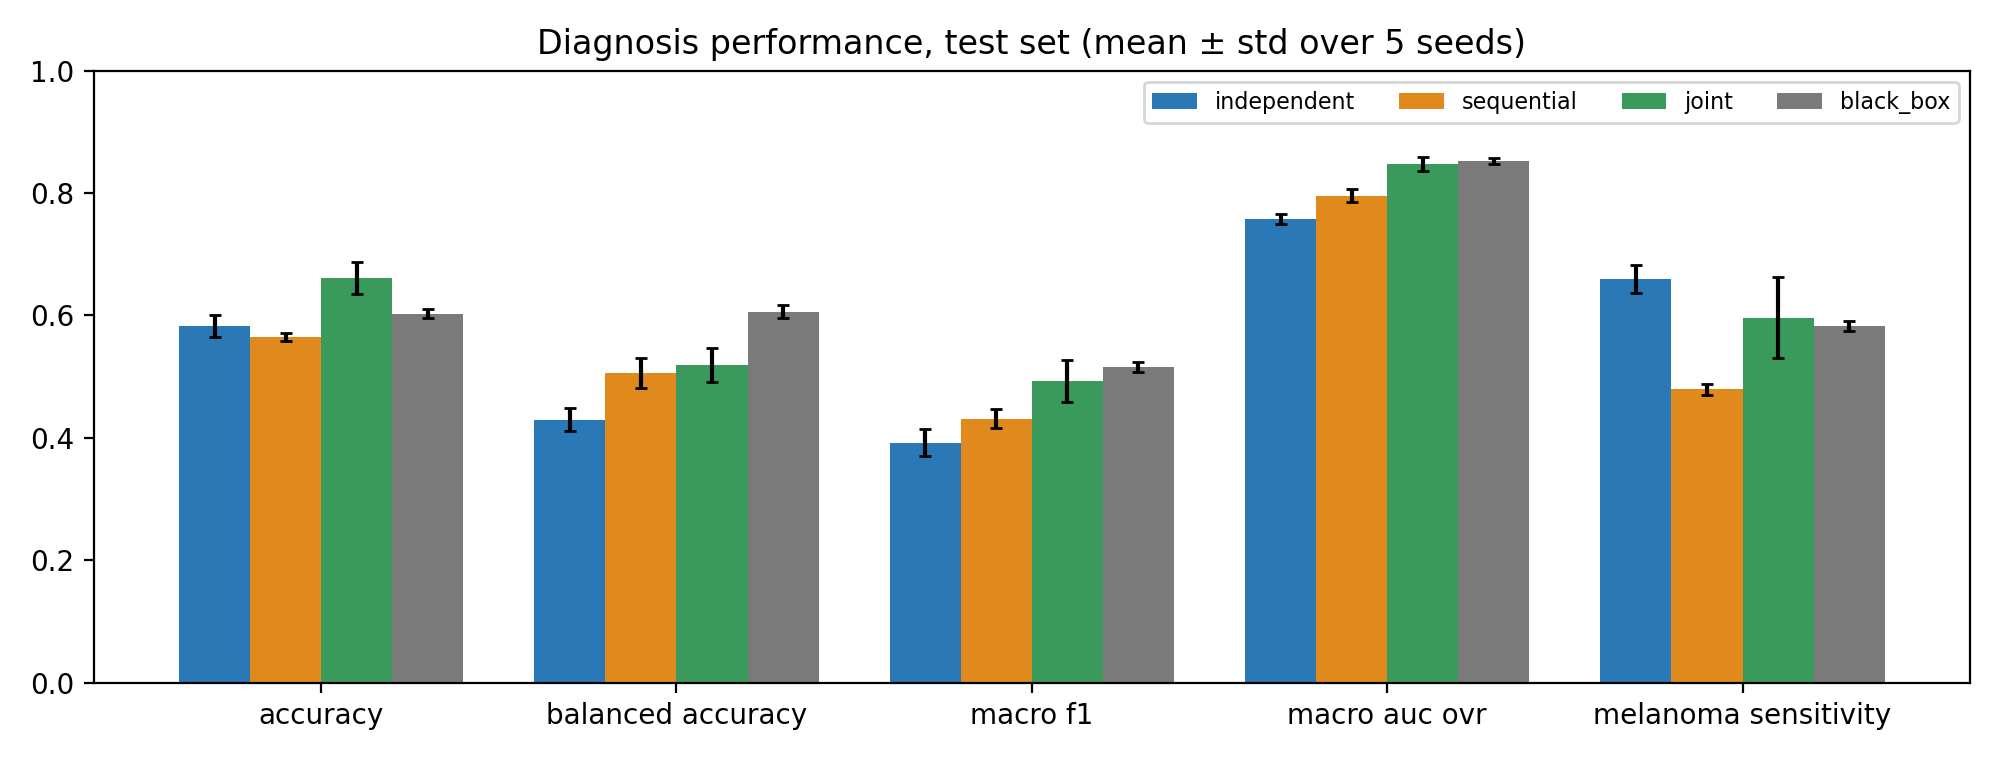 Diagnosis performance, test set (mean ± std over 5 seeds)
1.0
0.8
0.6
0.4
0.2
0.0
independent sequential joint black_box
accuracy balanced accuracy macro f1 macro auc ovr melanoma sensitivity